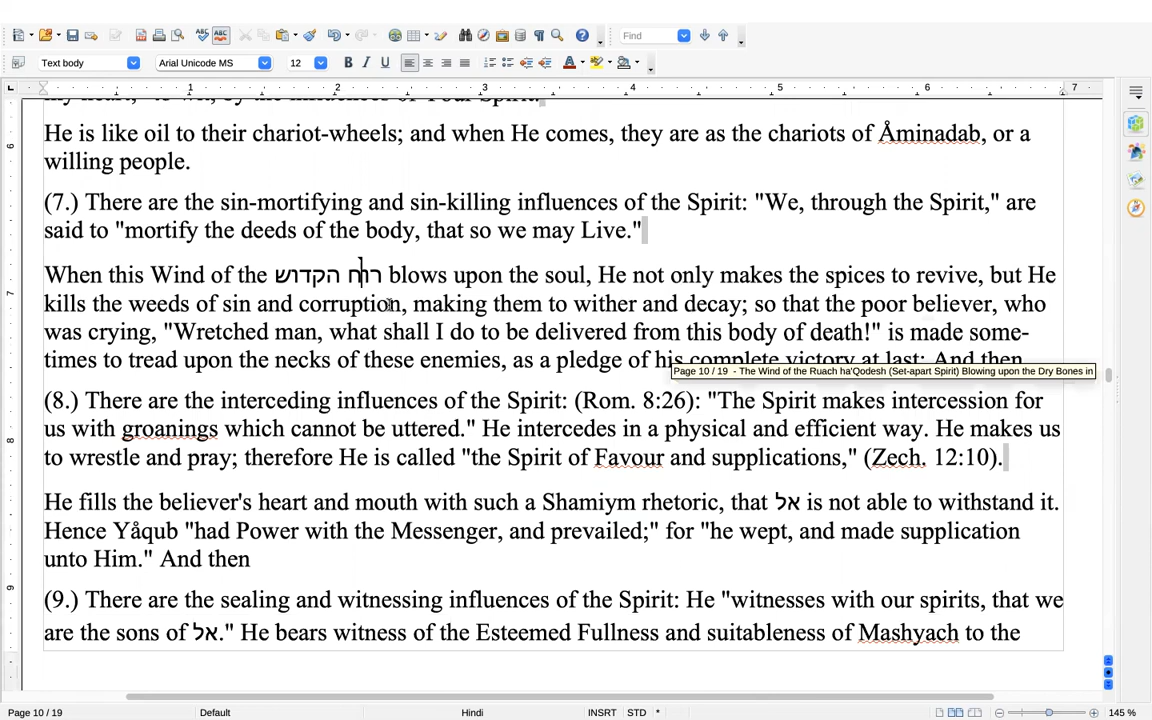 Find
Text body
Arial Unicode MS
12
1 2 3 4 5 6 7
He is like oil to their chariot-wheels; and when He comes, they are as the chariots of Åminadab, or a
willing people.
(7.) There are the sin-mortifying and sin-killing influences of the Spirit: "We, through the Spirit," are
said to "mortify the deeds of the body, that so we may Live."
When this Wind of the רוח הקדוש blows upon the soul, He not only makes the spices to revive, but He
kills the weeds of sin and corruption, making them to wither and decay; so that the poor believer, who
was crying, "Wretched man, what shall I do to be delivered from this body of death!" is made some-
times to tread upon the necks of these enemies, as a pledge of his complete victory at last: And then
Page 10 / 19 - The Wind of the Ruach ha'Qodesh (Set-apart Spirit) Blowing upon the Dry Bones in
(8.) There are the interceding influences of the Spirit: (Rom. 8:26): "The Spirit makes intercession for
us with groanings which cannot be uttered." He intercedes in a physical and efficient way. He makes us
to wrestle and pray; therefore He is called "the Spirit of Favour and supplications," (Zech. 12:10).
He fills the believer's heart and mouth with such a Shamiym rhetoric, that אל is not able to withstand it.
Hence Yåqub "had Power with the Messenger, and prevailed;" for "he wept, and made supplication
unto Him." And then
(9.) There are the sealing and witnessing influences of the Spirit: He "witnesses with our spirits, that we
are the sons of אל." He bears witness of the Esteemed Fullness and suitableness of Mashyach to the
Page 10 / 19 Default Hindi INSRT STD * 145 %